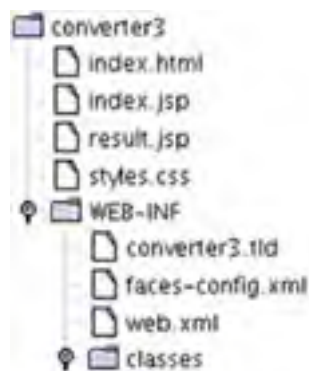 converter3
index.html
index.jsp
result.jsp
styles.css
WEB-INF
converter3.tld
faces-config.xml
web.xml
classes